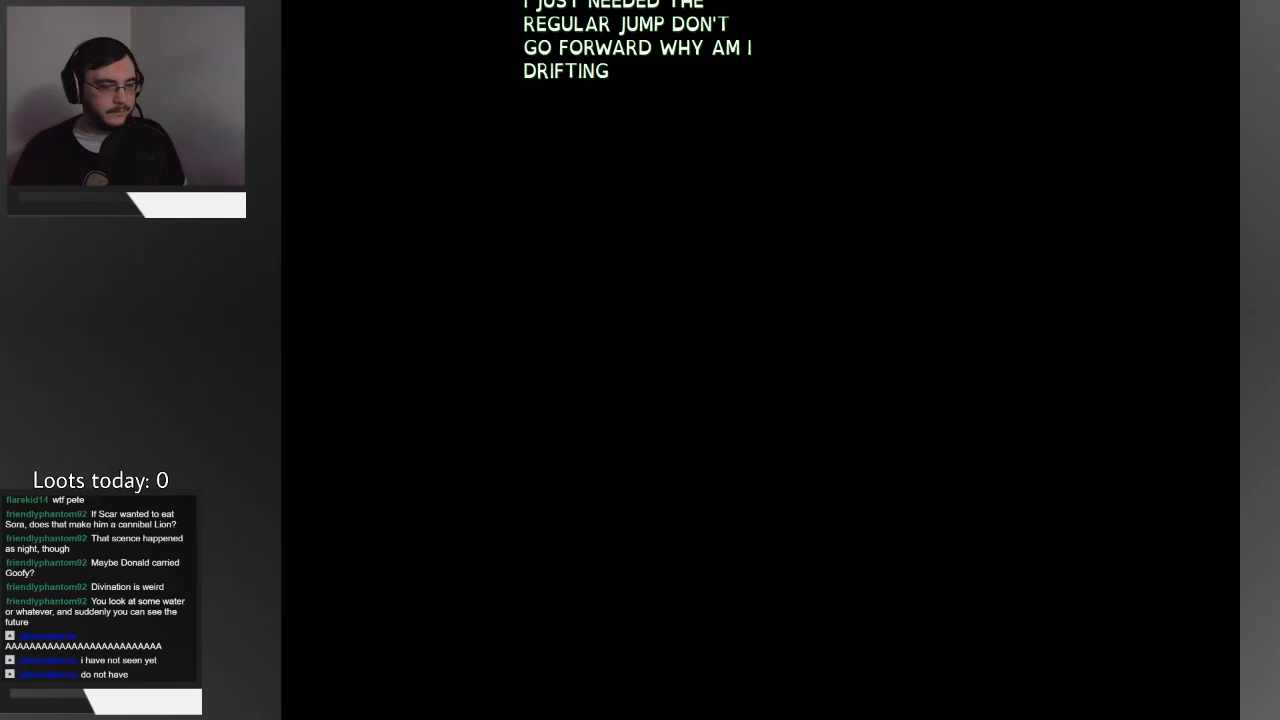 I JUST NEEDED THE
REGULAR JUMP DON'T
GO FORWARD WHY AM I
DRIFTING
Loots today: 0
flarekid14 wtf pete
friendlyphantom92 If Scar wanted to eat
Sora, does that make him a cannibal Lion?
friendlyphantom92 That scence happened
as night, though
friendlyphantom92 Maybe Donald carried
Goofy?
friendlyphantom92 Divination is weird
friendlyphantom92 You look at some water
or whatever, and suddenly you can see the
future
AAAAAAAAAAAAAAAAAAAAAAAAAA
i have not seen yet
do not have